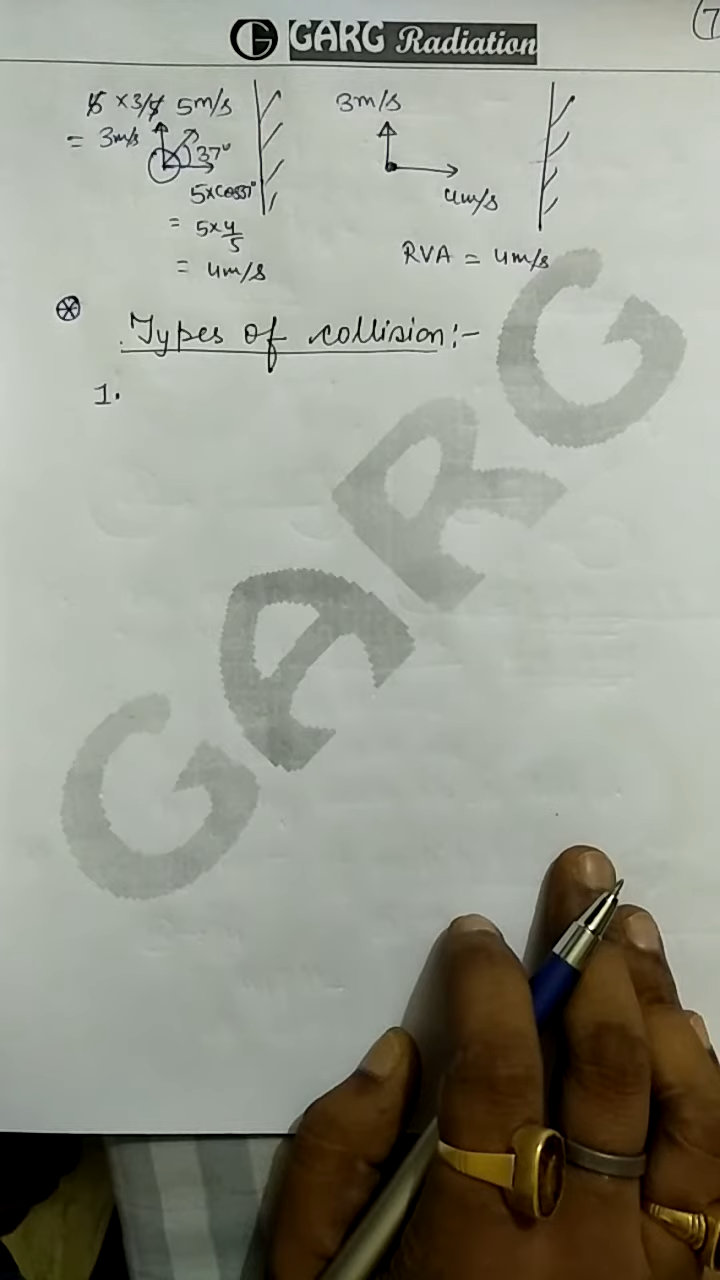 7
G GARG Radiation
5 × 3/5 5m/s
= 3m/s
37°
5×cos37°
= 5×4/5
= 4m/s
3m/s
4m/s
RVA = 4m/s
Types of collision:-
1.
GARG